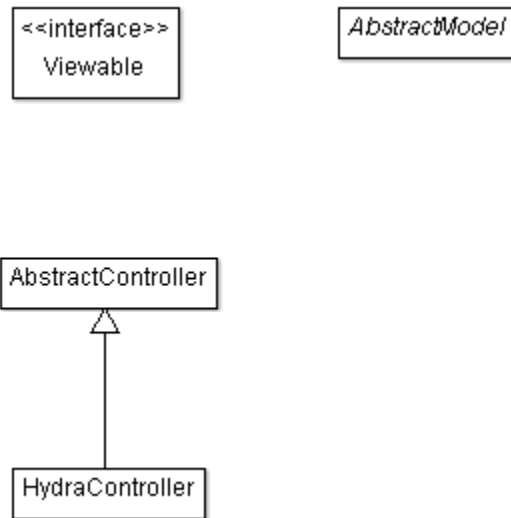 <<interface>>
Viewable
AbstractModel
AbstractController
HydraController